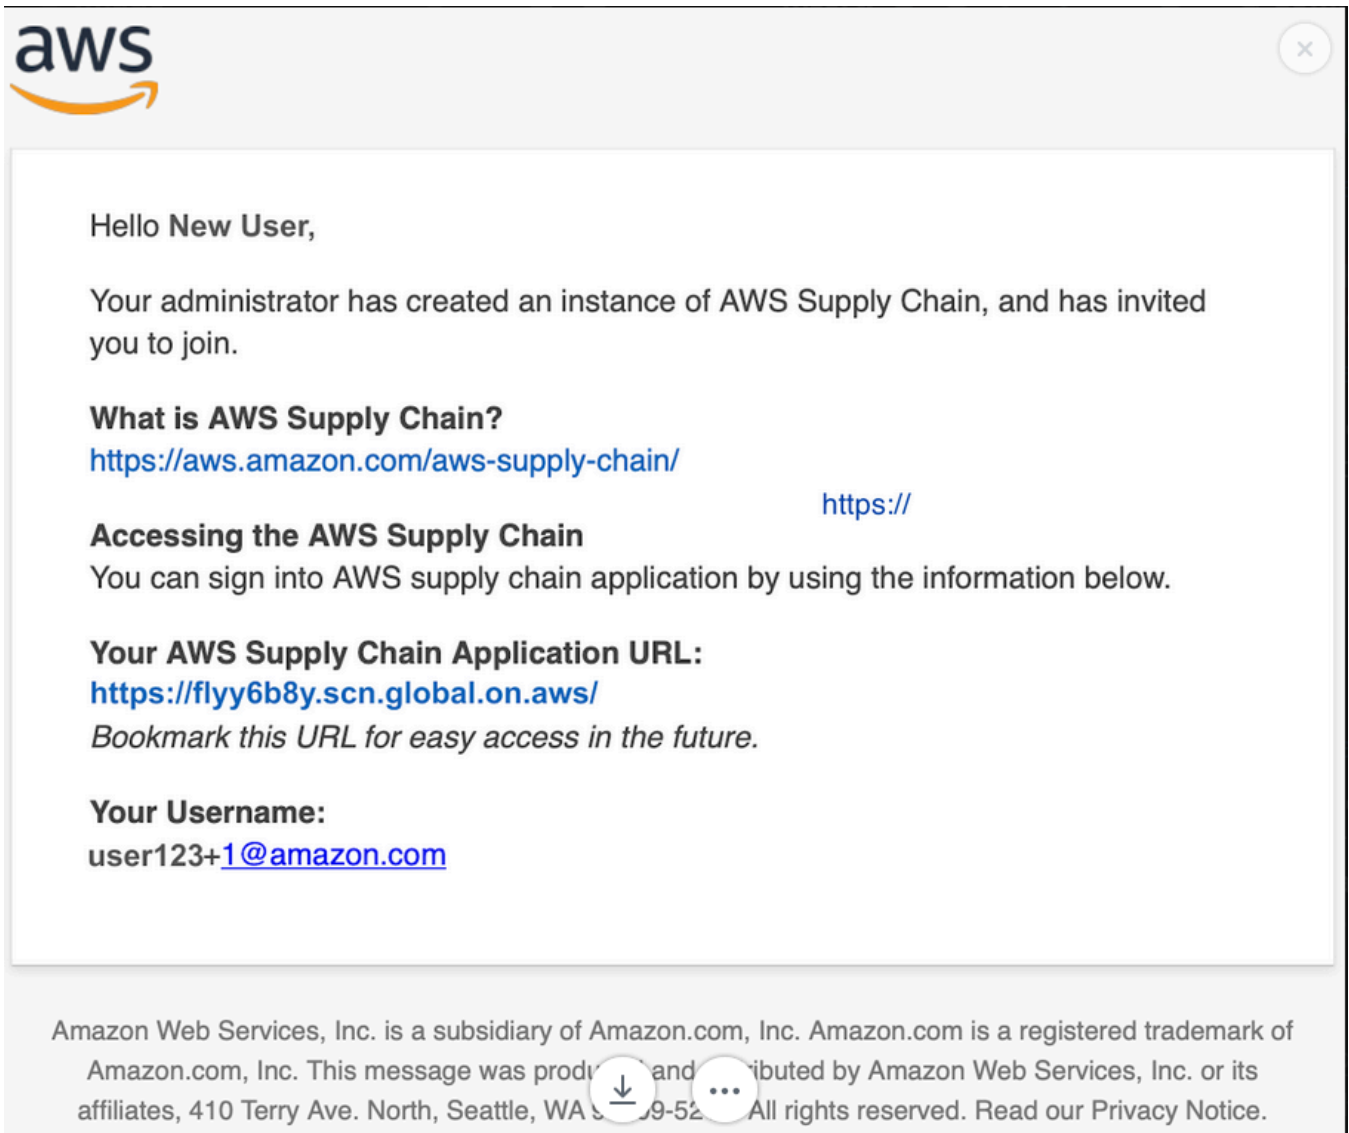 aws
Hello New User,
Your administrator has created an instance of AWS Supply Chain, and has invited
you to join.
What is AWS Supply Chain?
https://aws.amazon.com/aws-supply-chain/
https://
Accessing the AWS Supply Chain
You can sign into AWS supply chain application by using the information below.
Your AWS Supply Chain Application URL:
https://flyy6b8y.scn.global.on.aws/
Bookmark this URL for easy access in the future.
Your Username:
user123+1@amazon.com
Amazon Web Services, Inc. is a subsidiary of Amazon.com, Inc. Amazon.com is a registered trademark of
Amazon.com, Inc. This message was and by Amazon Web Services, Inc. or its
affiliates, 410 Terry Ave. North, Seattle, WA All rights reserved. Read our Privacy Notice.